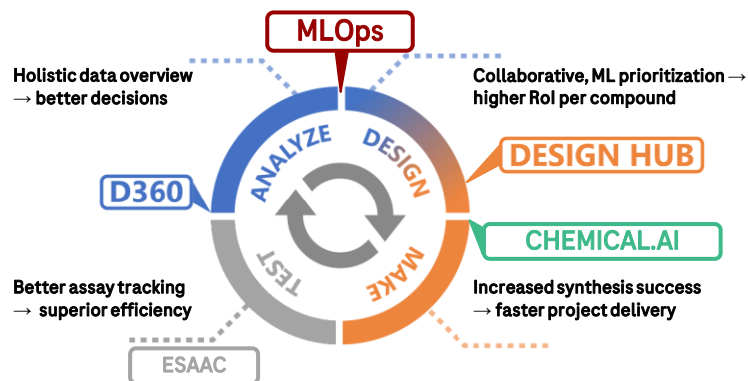 MLOps
Holistic data overview
→ better decisions
Collaborative, ML prioritization →
higher RoI per compound
ANALYZE
DESIGN
DESIGN HUB
D360
CHEMICAL.AI
TEST
MAKE
Better assay tracking
→ superior efficiency
Increased synthesis success
→ faster project delivery
ESAAC